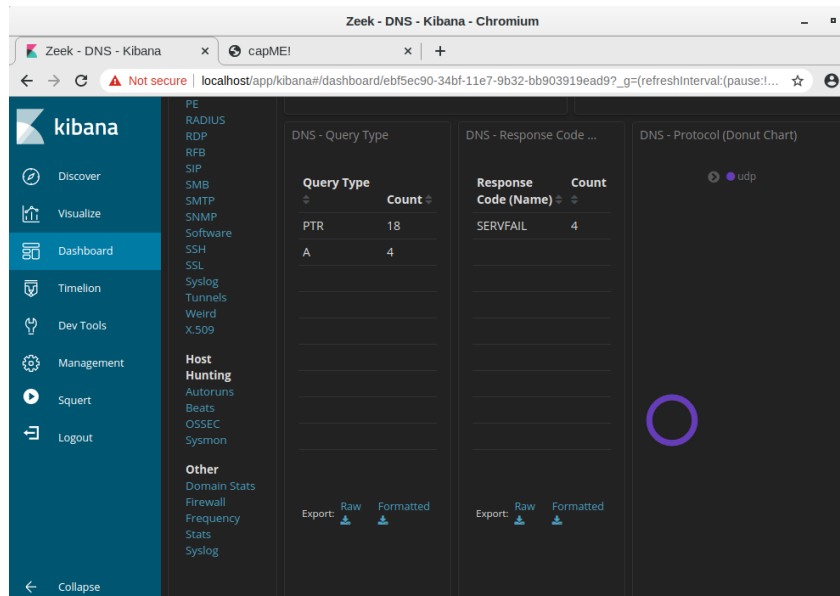 Zeek - DNS - Kibana - Chromium
Zeek - DNS - Kibana
capME!
Not secure
localhost/app/kibana#/dashboard/ebf5ec90-34bf-11e7-9b32-bb903919ead9?_g=(refreshInterval:(pause:!...
kibana
Discover
Visualize
Dashboard
Timelion
Dev Tools
Management
Squert
Logout
Collapse
PE
RADIUS
RDP
RFB
SIP
SMB
SMTP
SNMP
Software
SSH
SSL
Syslog
Tunnels
Weird
X.509
Host
Hunting
Autoruns
Beats
OSSEC
Sysmon
Other
Domain Stats
Firewall
Frequency
Stats
Syslog
DNS - Query Type
Query Type
Count
PTR 18
A 4
Export: Raw Formatted
DNS - Response Code ...
Response Count
Code (Name)
SERVFAIL 4
Export: Raw Formatted
DNS - Protocol (Donut Chart)
udp